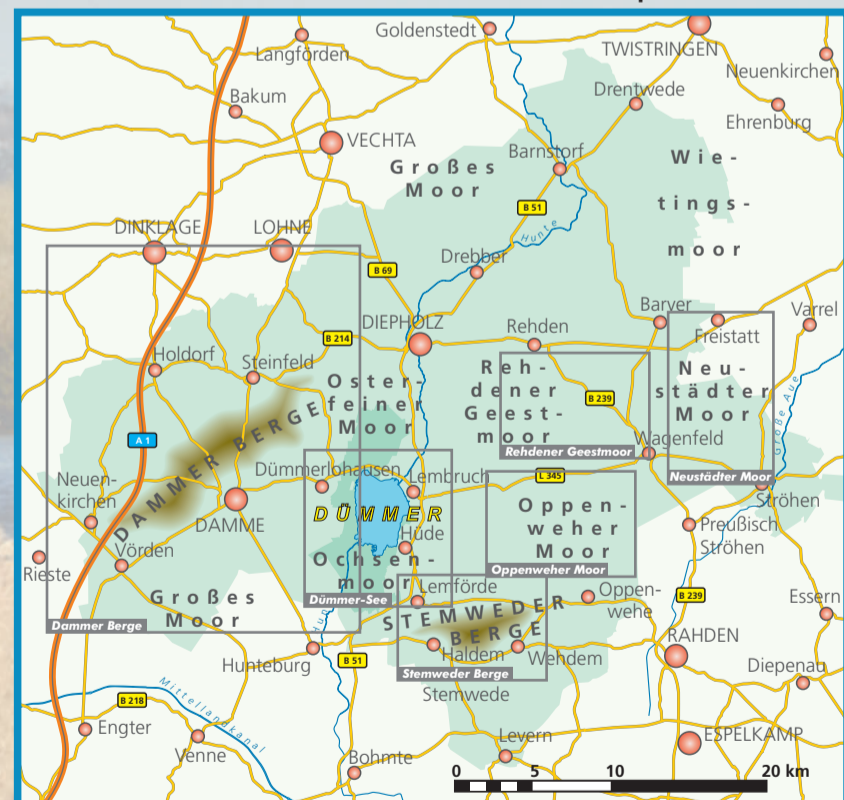 Goldenstedt
TWISTRINGEN
Langförden
Neuenkirchen
Bakum
Drentwede
Ehrenburg
VECHTA
Barnstorf
Großes
Moor
Wie-
tings-
moor
B 51
DINKLAGE
LOHNE
Hunte
Drebber
B 69
Barver
Varrel
DIEPHOLZ
Rehden
Freistatt
B 214
Holdorf
Steinfeld
Oster-
feiner
Moor
Reh-
dener
Geest-
moor
B 239
Neu-
städter
Moor
Große Aue
DAMMER BERGE
A 1
Wagenfeld
Rehdener Geestmoor
Neuen-
kirchen
Dümmerlohausen
Lembruch
L 345
Neustädter Moor
Ströhen
DAMME
DÜMMER
Oppen-
weher
Moor
Preußisch
Ströhen
Hüde
Vörden
Ochsen-
moor
Oppenweher Moor
Rieste
Lemförde
Oppen-
wehe
B 239
Essern
Großes
Moor
Dümmer-See
Hun
STEMWEDER
BERGE
Dammer Berge
RAHDEN
Hunteburg
B 51
Haldem
Wehdem
Diepenau
Stemweder Berge
Mittellandkanal
B 218
Stemwede
Engter
Venne
Levern
ESPELKAMP
Bohmte
0 5 10 20 km